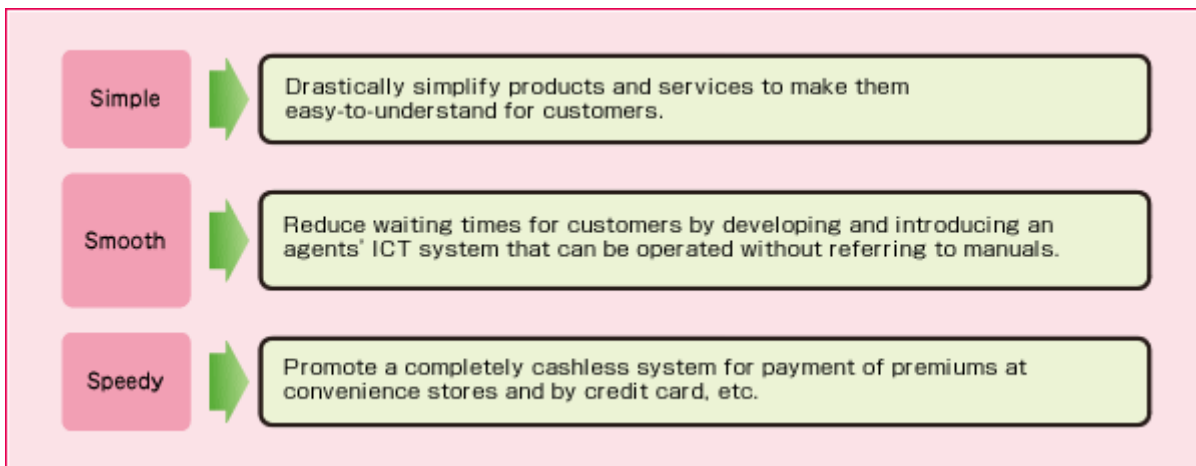 Simple
Drastically simplify products and services to make them
easy-to-understand for customers.
Smooth
Reduce waiting times for customers by developing and introducing an
agents' ICT system that can be operated without referring to manuals.
Speedy
Promote a completely cashless system for payment of premiums at
convenience stores and by credit card, etc.